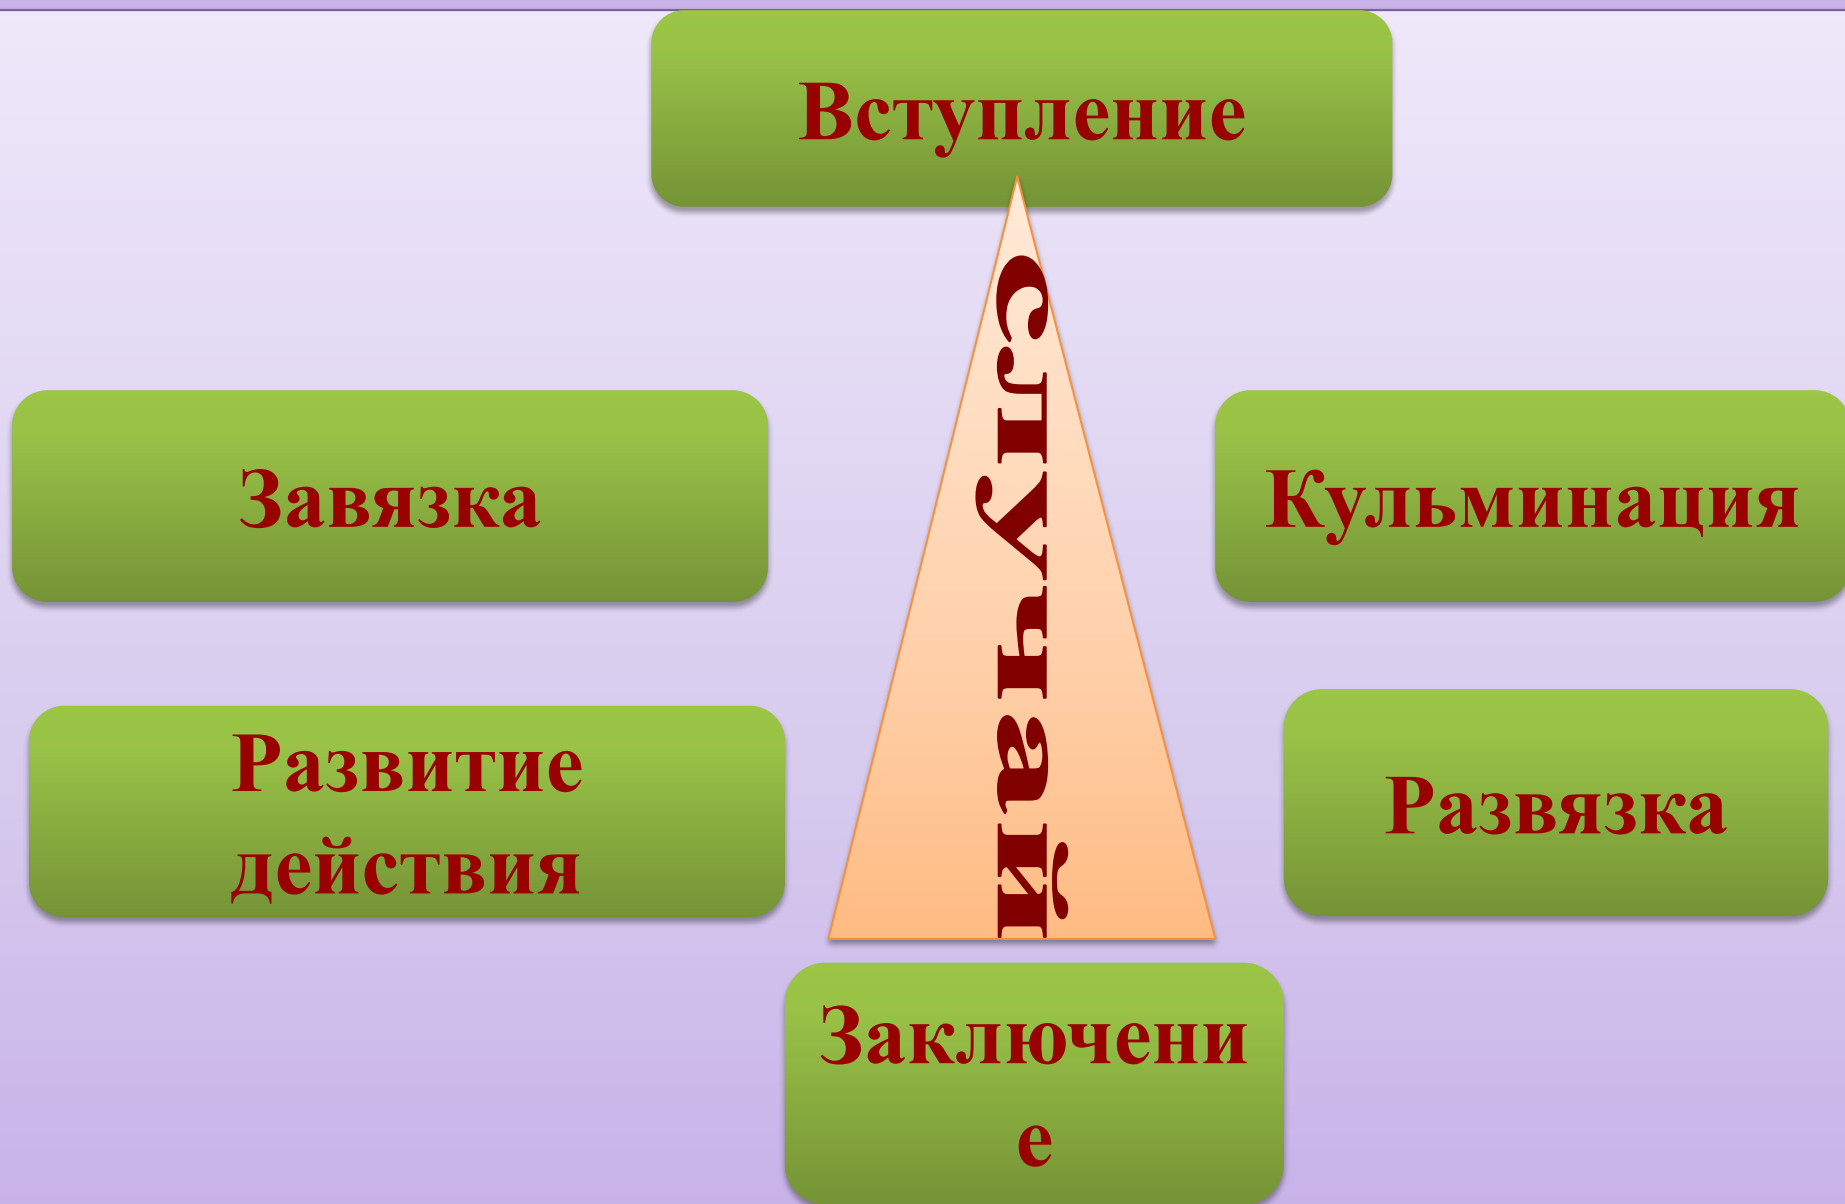 Вступление
случай
Завязка
Кульминация
Развитие
действия
Развязка
Заключени
е